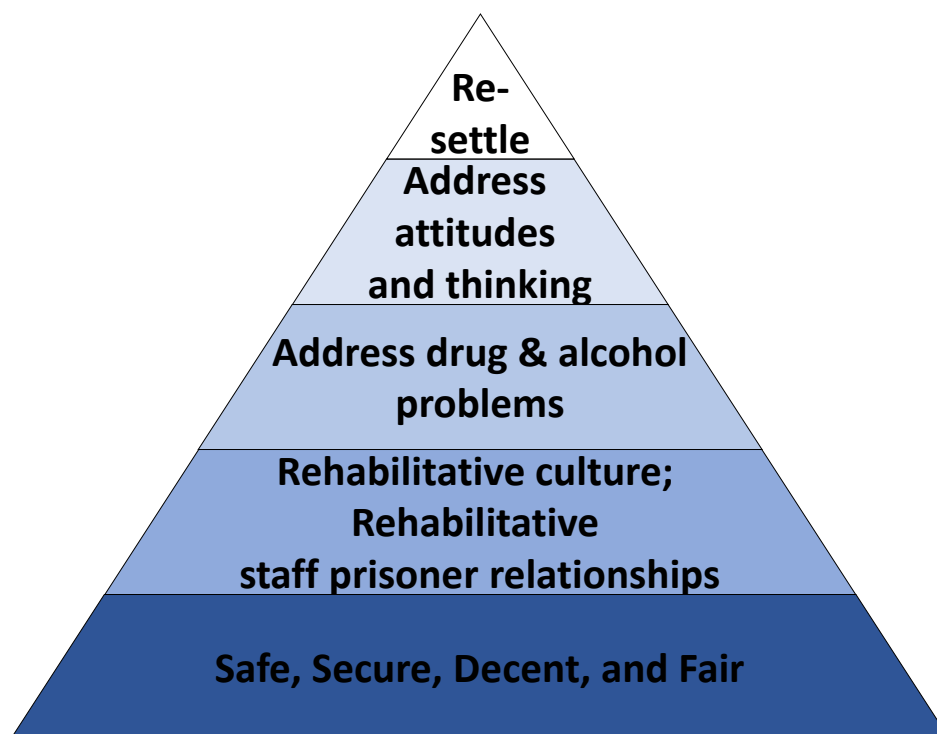 Re-
settle
Address
attitudes
and thinking
Address drug & alcohol
problems
Rehabilitative culture;
Rehabilitative
staff prisoner relationships
Safe, Secure, Decent, and Fair